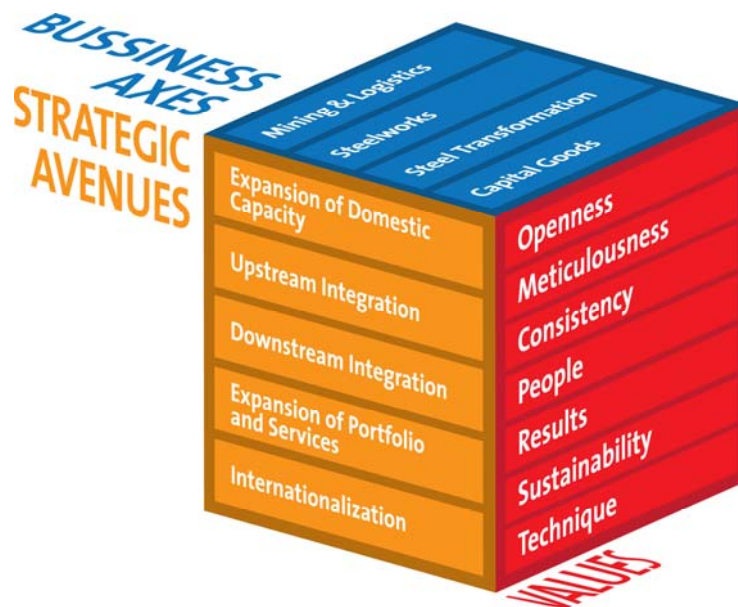 BUSSINESS
AXES
STRATEGIC
AVENUES
Mining & Logistics
Steelworks
Steel Transformation
Capital Goods
Expansion of Domestic
Capacity
Upstream Integration
Downstream Integration
Expansion of Portfolio
and Services
Internationalization
Openness
Meticulousness
Consistency
People
Results
Sustainability
Technique
VALUES